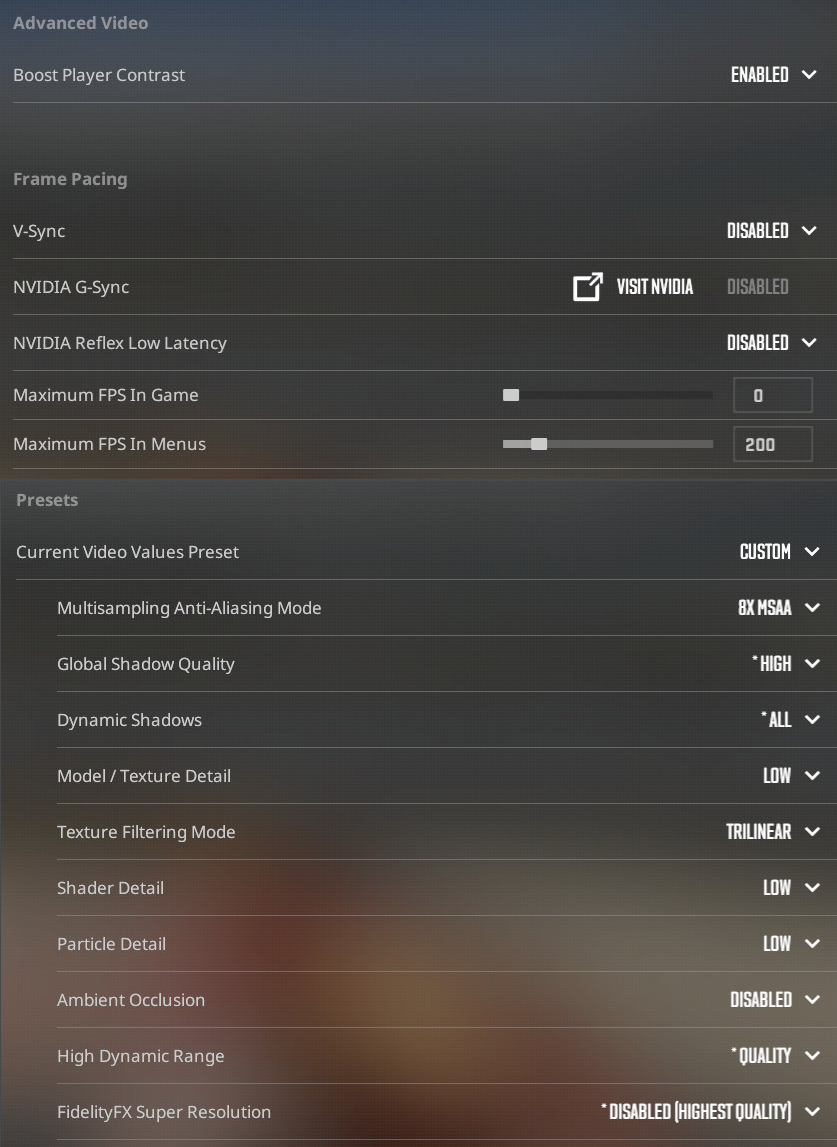 Advanced Video
Boost Player Contrast ENABLED
Frame Pacing
V-Sync DISABLED
NVIDIA G-Sync VISIT NVIDIA DISABLED
NVIDIA Reflex Low Latency DISABLED
Maximum FPS In Game 0
Maximum FPS In Menus 200
Presets
Current Video Values Preset CUSTOM
Multisampling Anti-Aliasing Mode 8X MSAA
Global Shadow Quality * HIGH
Dynamic Shadows * ALL
Model / Texture Detail LOW
Texture Filtering Mode TRILINEAR
Shader Detail LOW
Particle Detail LOW
Ambient Occlusion DISABLED
High Dynamic Range * QUALITY
FidelityFX Super Resolution * DISABLED (HIGHEST QUALITY)